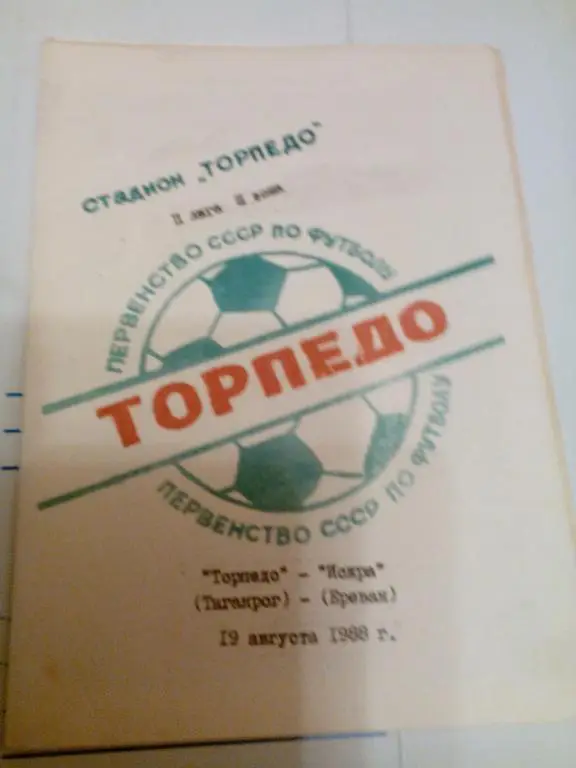 стадион „ТОРПЕДО"
II лига II зона
ПЕРВЕНСТВО СССР ПО ФУТБОЛУ
ТОРПЕДО
ПЕРВЕНСТВО СССР ПО ФУТБОЛУ
"Торпедо" - "Искра"
(Таганрог) - (Ереван)
19 августа 1988 г.